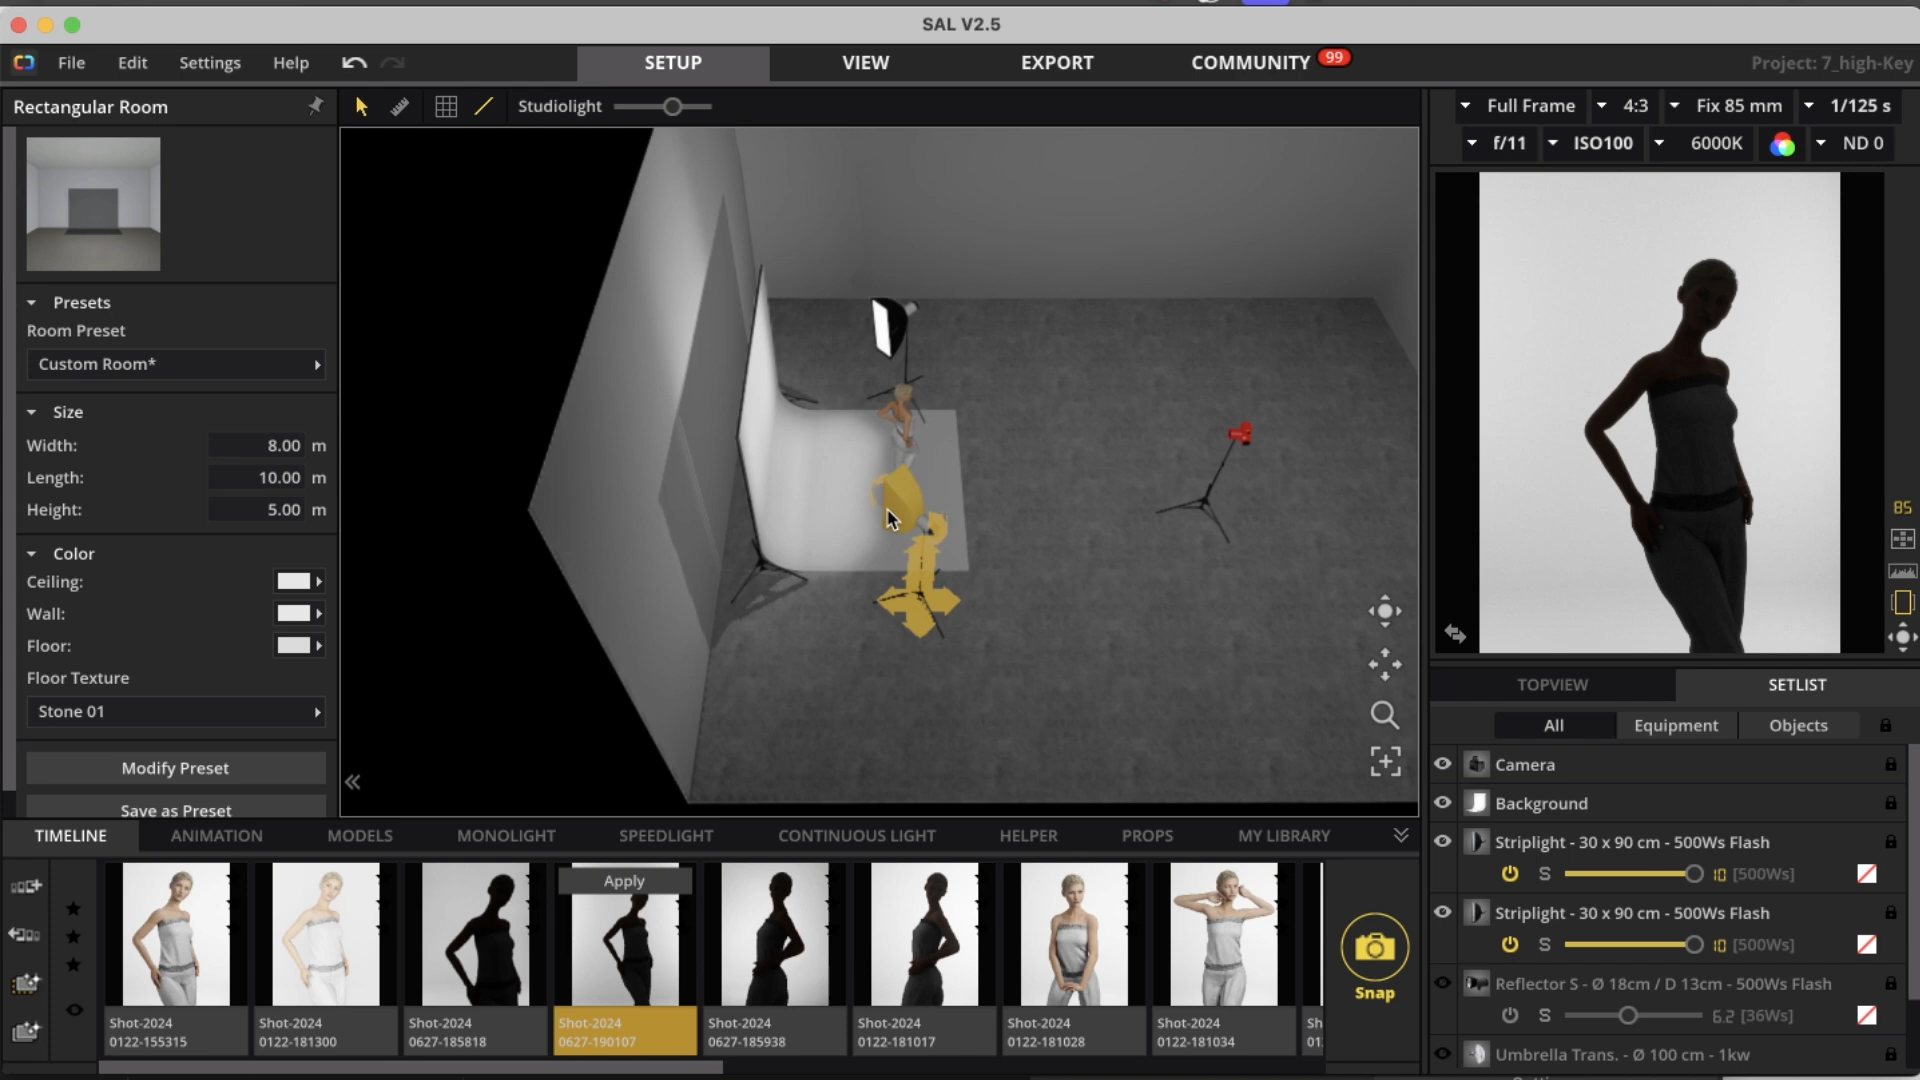 SAL V2.5
File Edit Settings Help
SETUP VIEW EXPORT COMMUNITY 99
Project: 7_high-Key
Rectangular Room
Studiolight
Full Frame 4:3 Fix 85 mm 1/125 s
f/11 ISO100 6000K ND 0
Presets
Room Preset
Custom Room*
Size
Width: 8.00 m
Length: 10.00 m
Height: 5.00 m
Color
Ceiling:
Wall:
Floor:
Floor Texture
Stone 01
Modify Preset
Save as Preset
85
TOPVIEW SETLIST
All Equipment Objects
Camera
Background
Striplight - 30 x 90 cm - 500Ws Flash
S 10 [500Ws]
Striplight - 30 x 90 cm - 500Ws Flash
S 10 [500Ws]
Reflector S - Ø 18cm / D 13cm - 500Ws Flash
S 6.2 [36Ws]
Umbrella Trans. - Ø 100 cm - 1kw
TIMELINE ANIMATION MODELS MONOLIGHT SPEEDLIGHT CONTINUOUS LIGHT HELPER PROPS MY LIBRARY
Apply
Shot-2024
0122-155315
Shot-2024
0122-181300
Shot-2024
0627-185818
Shot-2024
0627-190107
Shot-2024
0627-185938
Shot-2024
0122-181017
Shot-2024
0122-181028
Shot-2024
0122-181034
Sh
01
Snap